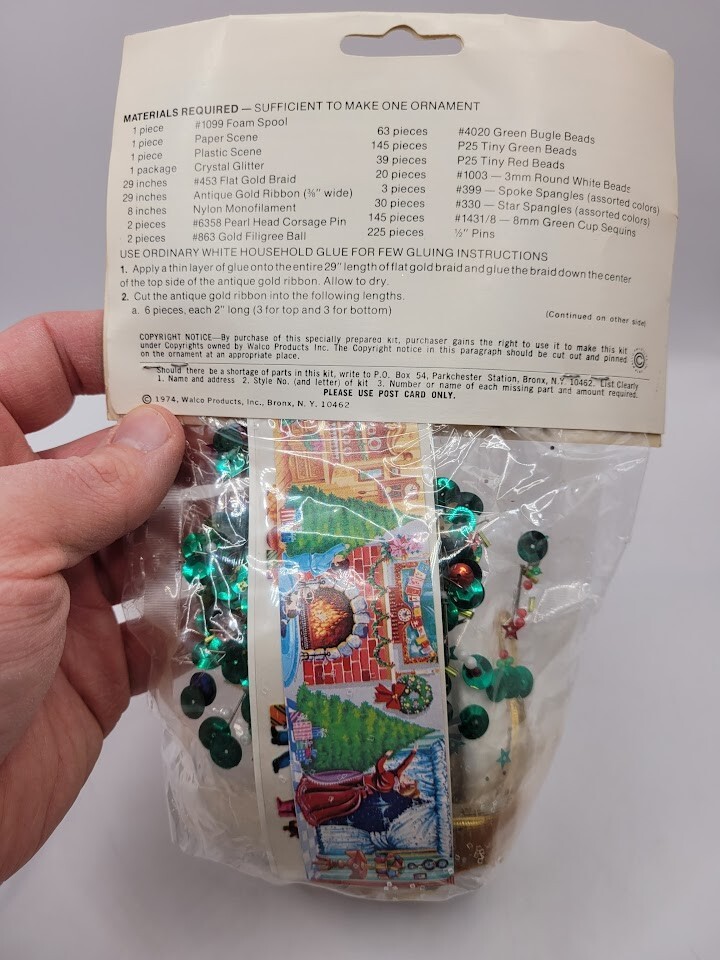 MATERIALS REQUIRED — SUFFICIENT TO MAKE ONE ORNAMENT
1 piece #1099 Foam Spool
1 piece Paper Scene
1 piece Plastic Scene
1 package Crystal Glitter
29 inches #453 Flat Gold Braid
29 inches Antique Gold Ribbon (⅜" wide)
8 inches Nylon Monofilament
2 pieces #6358 Pearl Head Corsage Pin
2 pieces #863 Gold Filigree Ball
63 pieces #4020 Green Bugle Beads
145 pieces P25 Tiny Green Beads
39 pieces P25 Tiny Red Beads
20 pieces #1003 — 3mm Round White Beads
3 pieces #399 — Spoke Spangles (assorted colors)
30 pieces #330 — Star Spangles (assorted colors)
145 pieces #1431/8 — 8mm Green Cup Sequins
225 pieces ½" Pins
USE ORDINARY WHITE HOUSEHOLD GLUE FOR FEW GLUING INSTRUCTIONS
1. Apply a thin layer of glue onto the entire 29" length of flat gold braid and glue the braid down the center
of the top side of the antique gold ribbon. Allow to dry.
2. Cut the antique gold ribbon into the following lengths.
a. 6 pieces, each 2" long (3 for top and 3 for bottom)
(Continued on other side)
COPYRIGHT NOTICE—By purchase of this specially prepared kit, purchaser gains the right to use it to make this kit
under Copyrights owned by Walco Products Inc. The Copyright notice in this paragraph should be cut out and pinned
on the ornament at an appropriate place.
©
Should there be a shortage of parts in this kit, write to P.O. Box 54, Parkchester Station, Bronx, N.Y. 10462. List Clearly
1. Name and address 2. Style No. (and letter) of kit 3. Number or name of each missing part and amount required.
PLEASE USE POST CARD ONLY.
© 1974, Walco Products, Inc., Bronx, N. Y. 10462